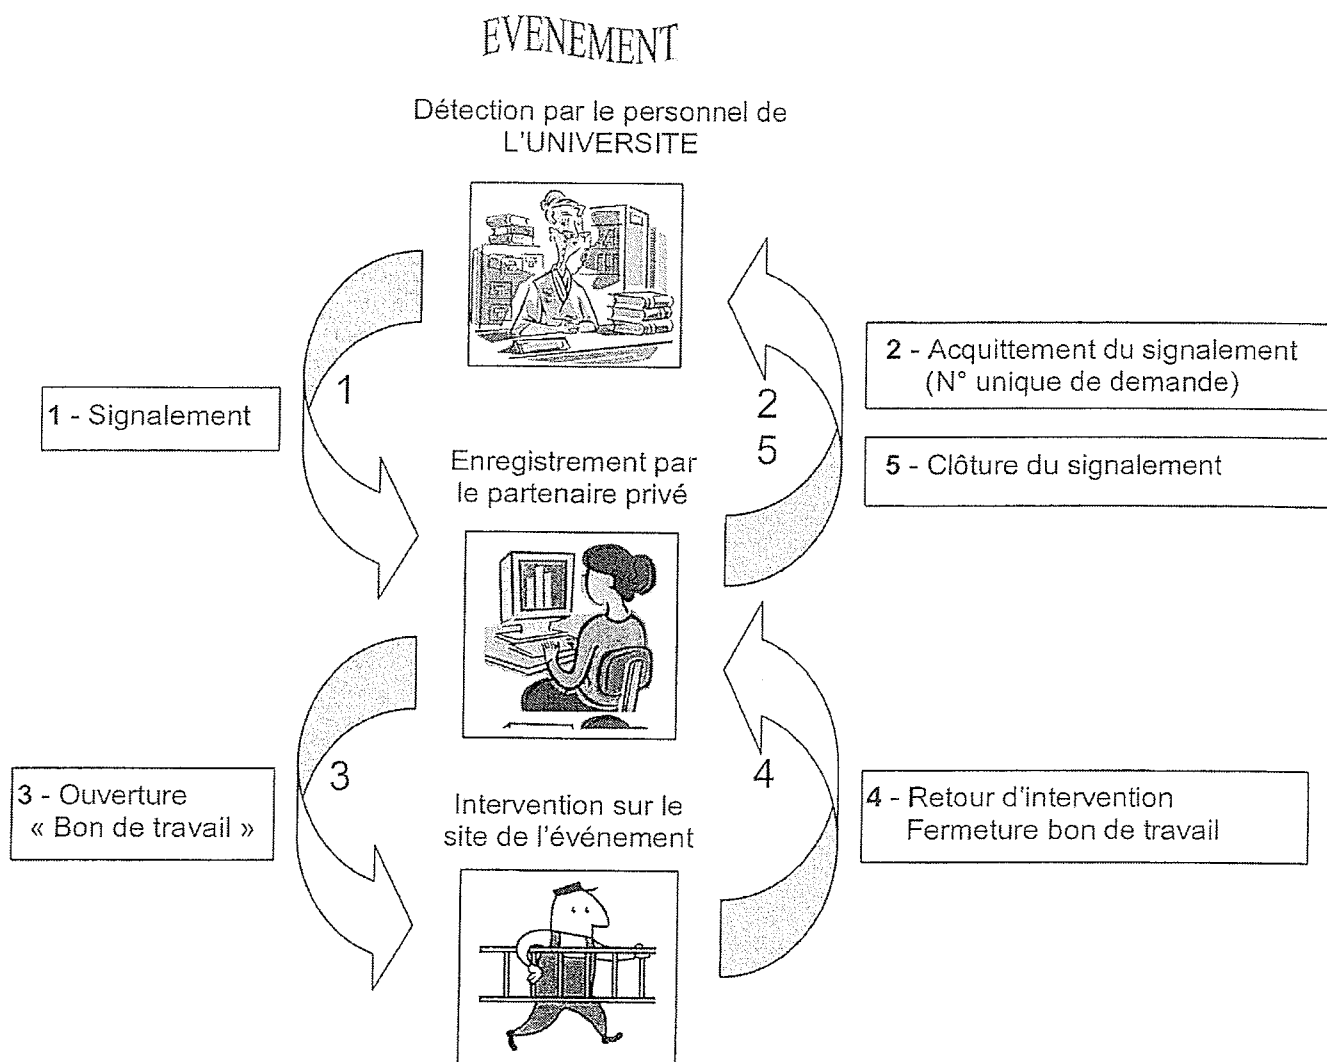 EVENEMENT
Détection par le personnel de
L'UNIVERSITE
1
1 - Signalement
2
5
2 - Acquittement du signalement
(N° unique de demande)
5 - Clôture du signalement
Enregistrement par
le partenaire privé
3
3 - Ouverture
« Bon de travail »
4
4 - Retour d'intervention
Fermeture bon de travail
Intervention sur le
site de l'événement